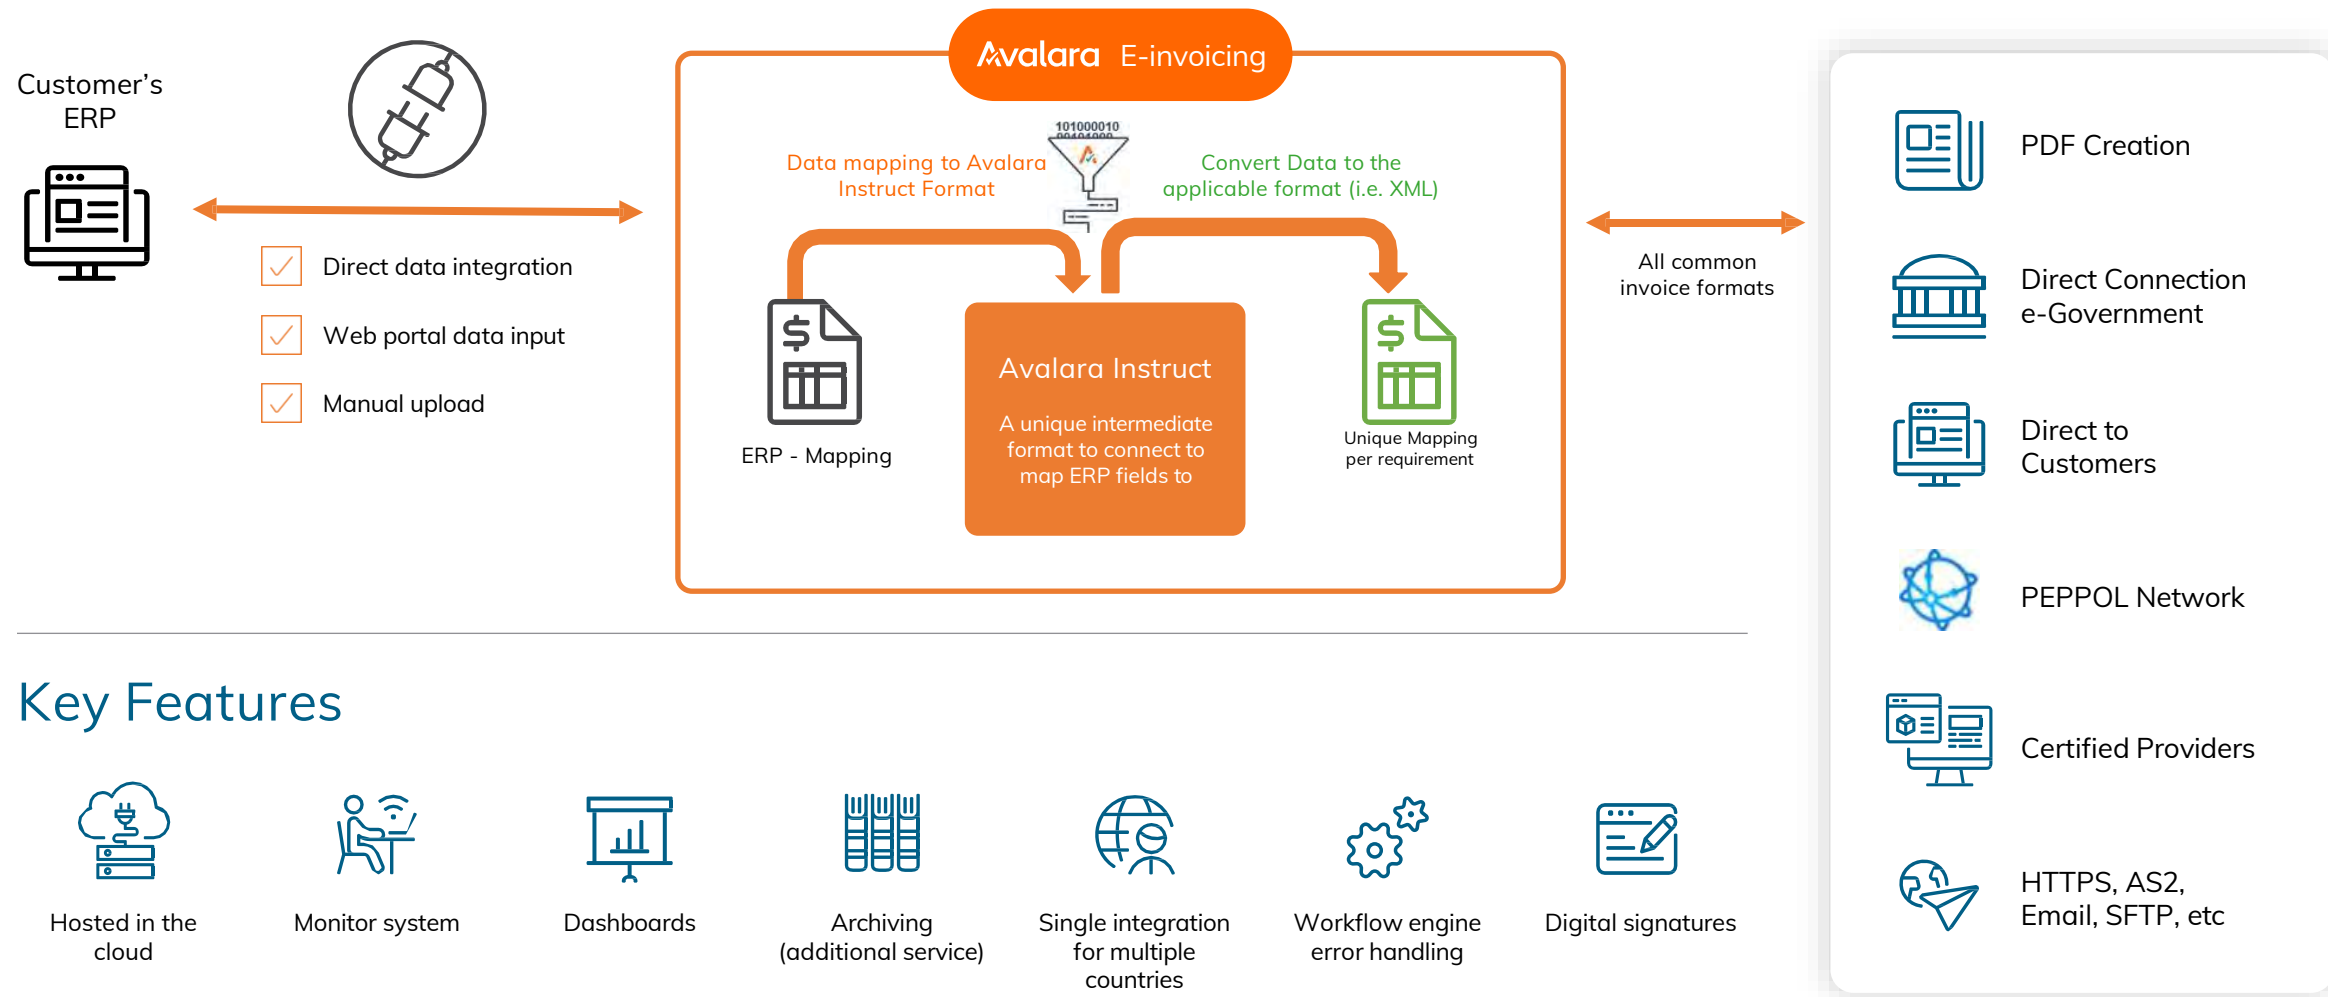 Avalara E-invoicing
Customer's
ERP
Direct data integration
Web portal data input
Manual upload
101000010
Data mapping to Avalara
Instruct Format
Convert Data to the
applicable format (i.e. XML)
ERP - Mapping
Avalara Instruct
A unique intermediate
format to connect to
map ERP fields to
Unique Mapping
per requirement
All common
invoice formats
PDF Creation
Direct Connection
e-Government
Direct to
Customers
PEPPOL Network
Certified Providers
HTTPS, AS2,
Email, SFTP, etc
Key Features
Hosted in the
cloud
Monitor system
Dashboards
Archiving
(additional service)
Single integration
for multiple
countries
Workflow engine
error handling
Digital signatures